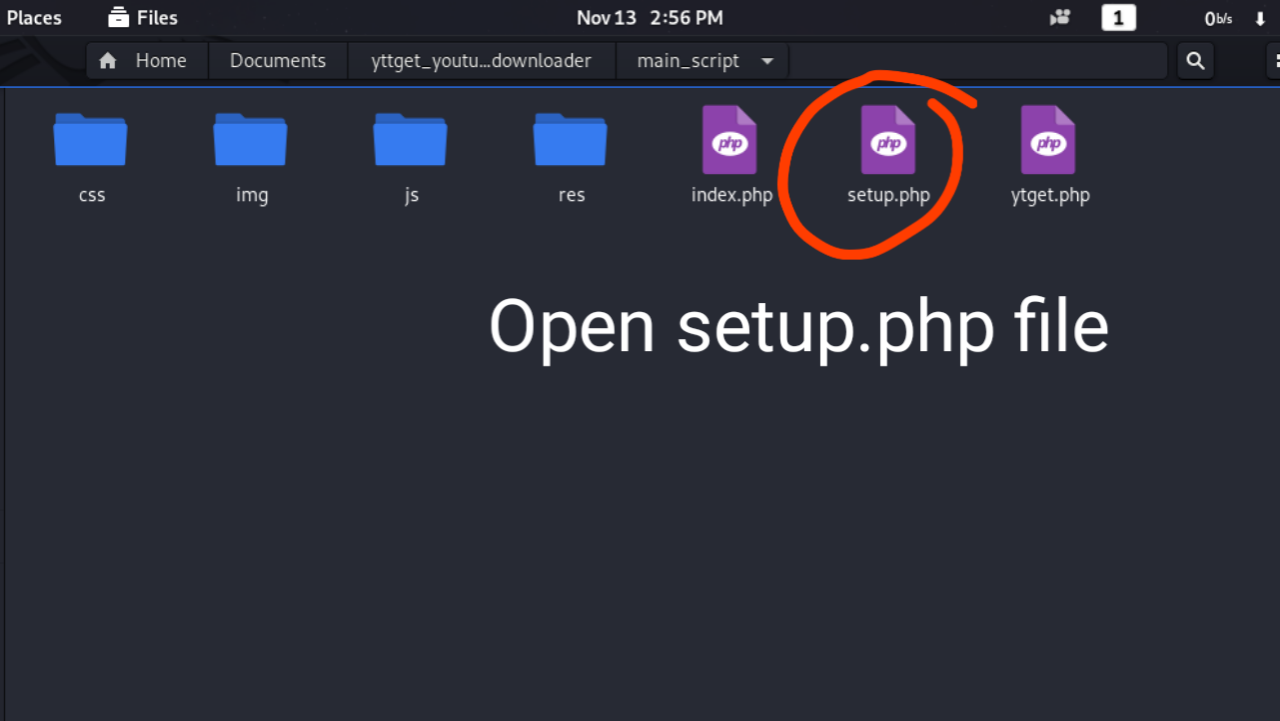 Places Files Nov 13 2:56 PM 1 0b/s
Home Documents yttget_youtu...downloader main_script
php php php
css img js res index.php setup.php ytget.php
Open setup.php file